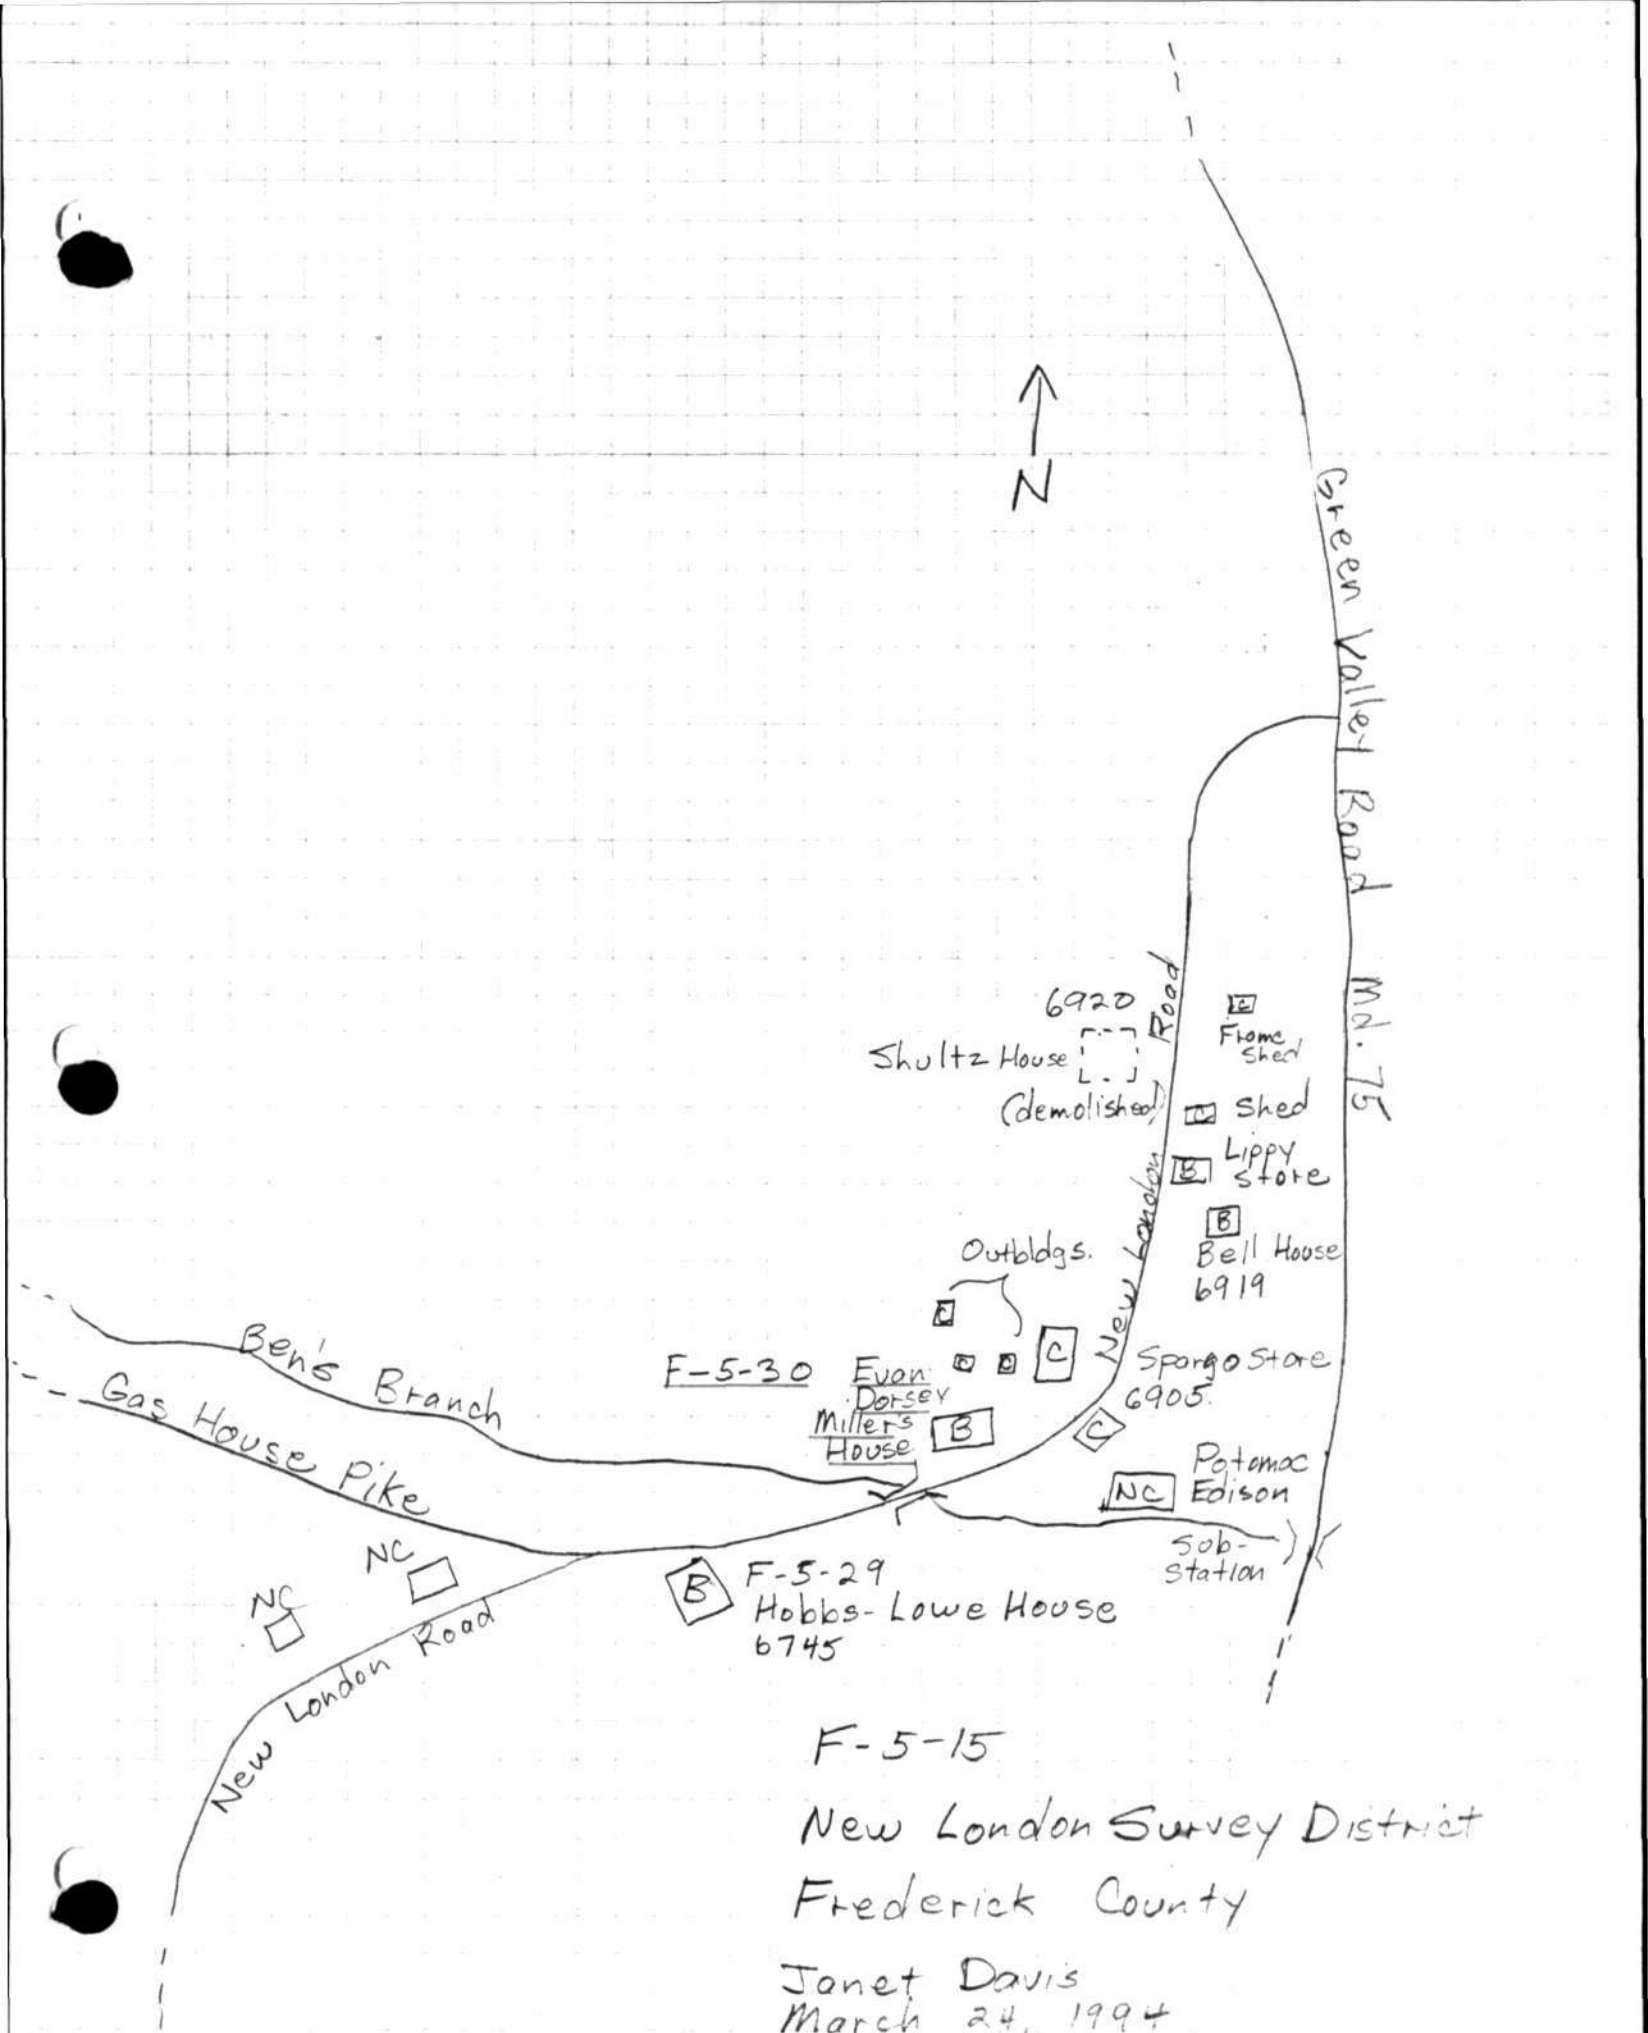 N
Green Valley Road Md. 75
6920
Shultz House
(demolished)
New London Road
C
Frame
Shed
C Shed
B Lippy
Store
B
Bell House
6919
Outbldgs.
C
C
C
C
Spargo Store
6905
C
F-5-30
Evan
Dorsey
Miller's
House
B
Potomac
Edison
NC
Sub-
station
Ben's Branch
Gas House Pike
NC
NC
New London Road
B
F-5-29
Hobbs-Lowe House
6745
F-5-15
New London Survey District
Frederick County
Janet Davis
March 24, 1994